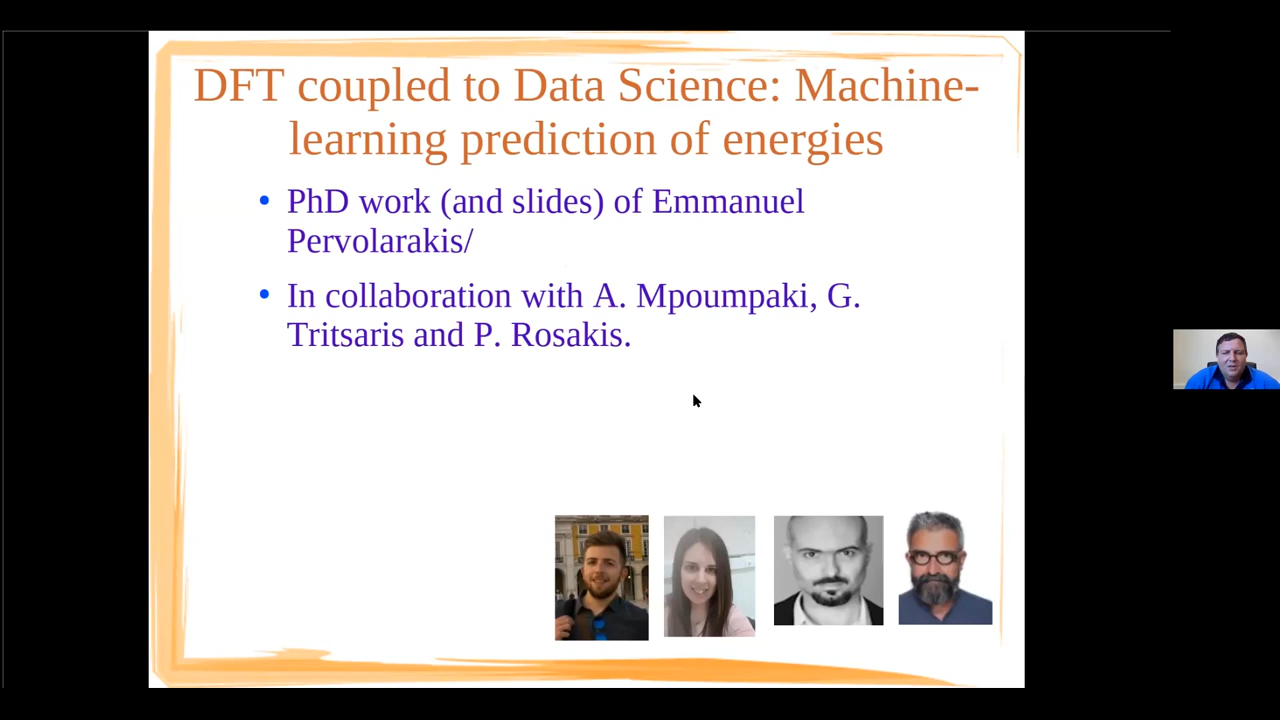 DFT coupled to Data Science: Machine-
learning prediction of energies
• PhD work (and slides) of Emmanuel
Pervolarakis/
• In collaboration with A. Mpoumpaki, G.
Tritsaris and P. Rosakis.